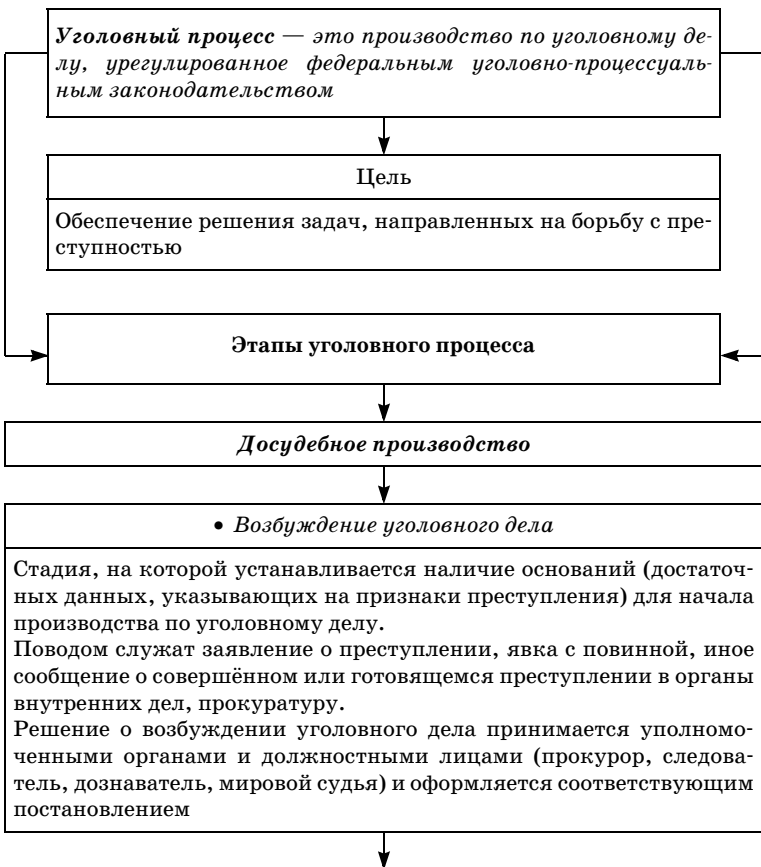 Уголовный процесс — это производство по уголовному де-
лу, урегулированное федеральным уголовно-процессуаль-
ным законодательством
Цель
Обеспечение решения задач, направленных на борьбу с пре-
ступностью
Этапы уголовного процесса
Досудебное производство
• Возбуждение уголовного дела
Стадия, на которой устанавливается наличие оснований (достаточ-
ных данных, указывающих на признаки преступления) для начала
производства по уголовному делу.
Поводом служат заявление о преступлении, явка с повинной, иное
сообщение о совершённом или готовящемся преступлении в органы
внутренних дел, прокуратуру.
Решение о возбуждении уголовного дела принимается уполномо-
ченными органами и должностными лицами (прокурор, следова-
тель, дознаватель, мировой судья) и оформляется соответствующим
постановлением